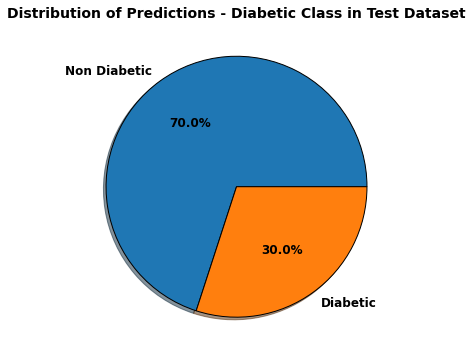 Distribution of Predictions - Diabetic Class in Test Dataset
Non Diabetic
70.0%
30.0%
Diabetic